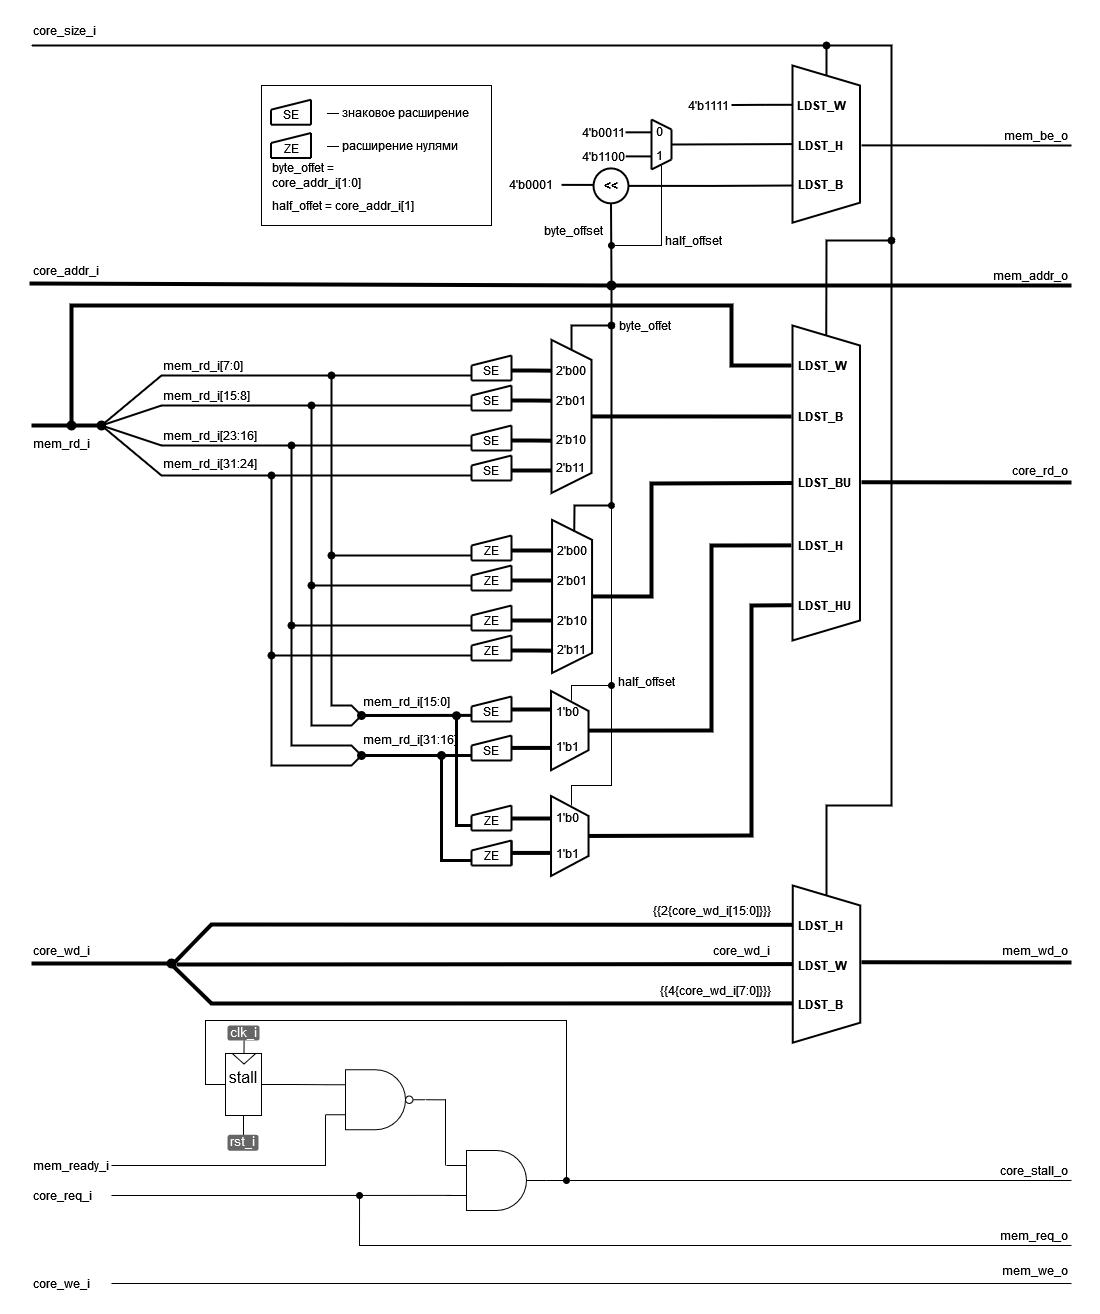 core_size_i
4'b1111
LDST_W
SE
— знаковое расширение
4'b0011
0
mem_be_o
LDST_H
ZE
— расширение нулями
4'b1100
1
byte_offet =
core_addr_i[1:0]
4'b0001
<<
LDST_B
half_offet = core_addr_i[1]
byte_offset
half_offset
core_addr_i
mem_addr_o
byte_offet
mem_rd_i[7:0]
SE
2'b00
LDST_W
mem_rd_i[15:8]
SE
2'b01
LDST_B
mem_rd_i
mem_rd_i[23:16]
SE
2'b10
mem_rd_i[31:24]
SE
2'b11
LDST_BU
core_rd_o
ZE
2'b00
LDST_H
ZE
2'b01
ZE
2'b10
LDST_HU
ZE
2'b11
half_offset
mem_rd_i[15:0]
SE
1'b0
mem_rd_i[31:16]
SE
1'b1
ZE
1'b0
ZE
1'b1
{{2{core_wd_i[15:0]}}}
LDST_H
core_wd_i
core_wd_i
LDST_W
mem_wd_o
{{4{core_wd_i[7:0]}}}
LDST_B
clk_i
stall
rst_i
mem_ready_i
core_stall_o
core_req_i
mem_req_o
core_we_i
mem_we_o